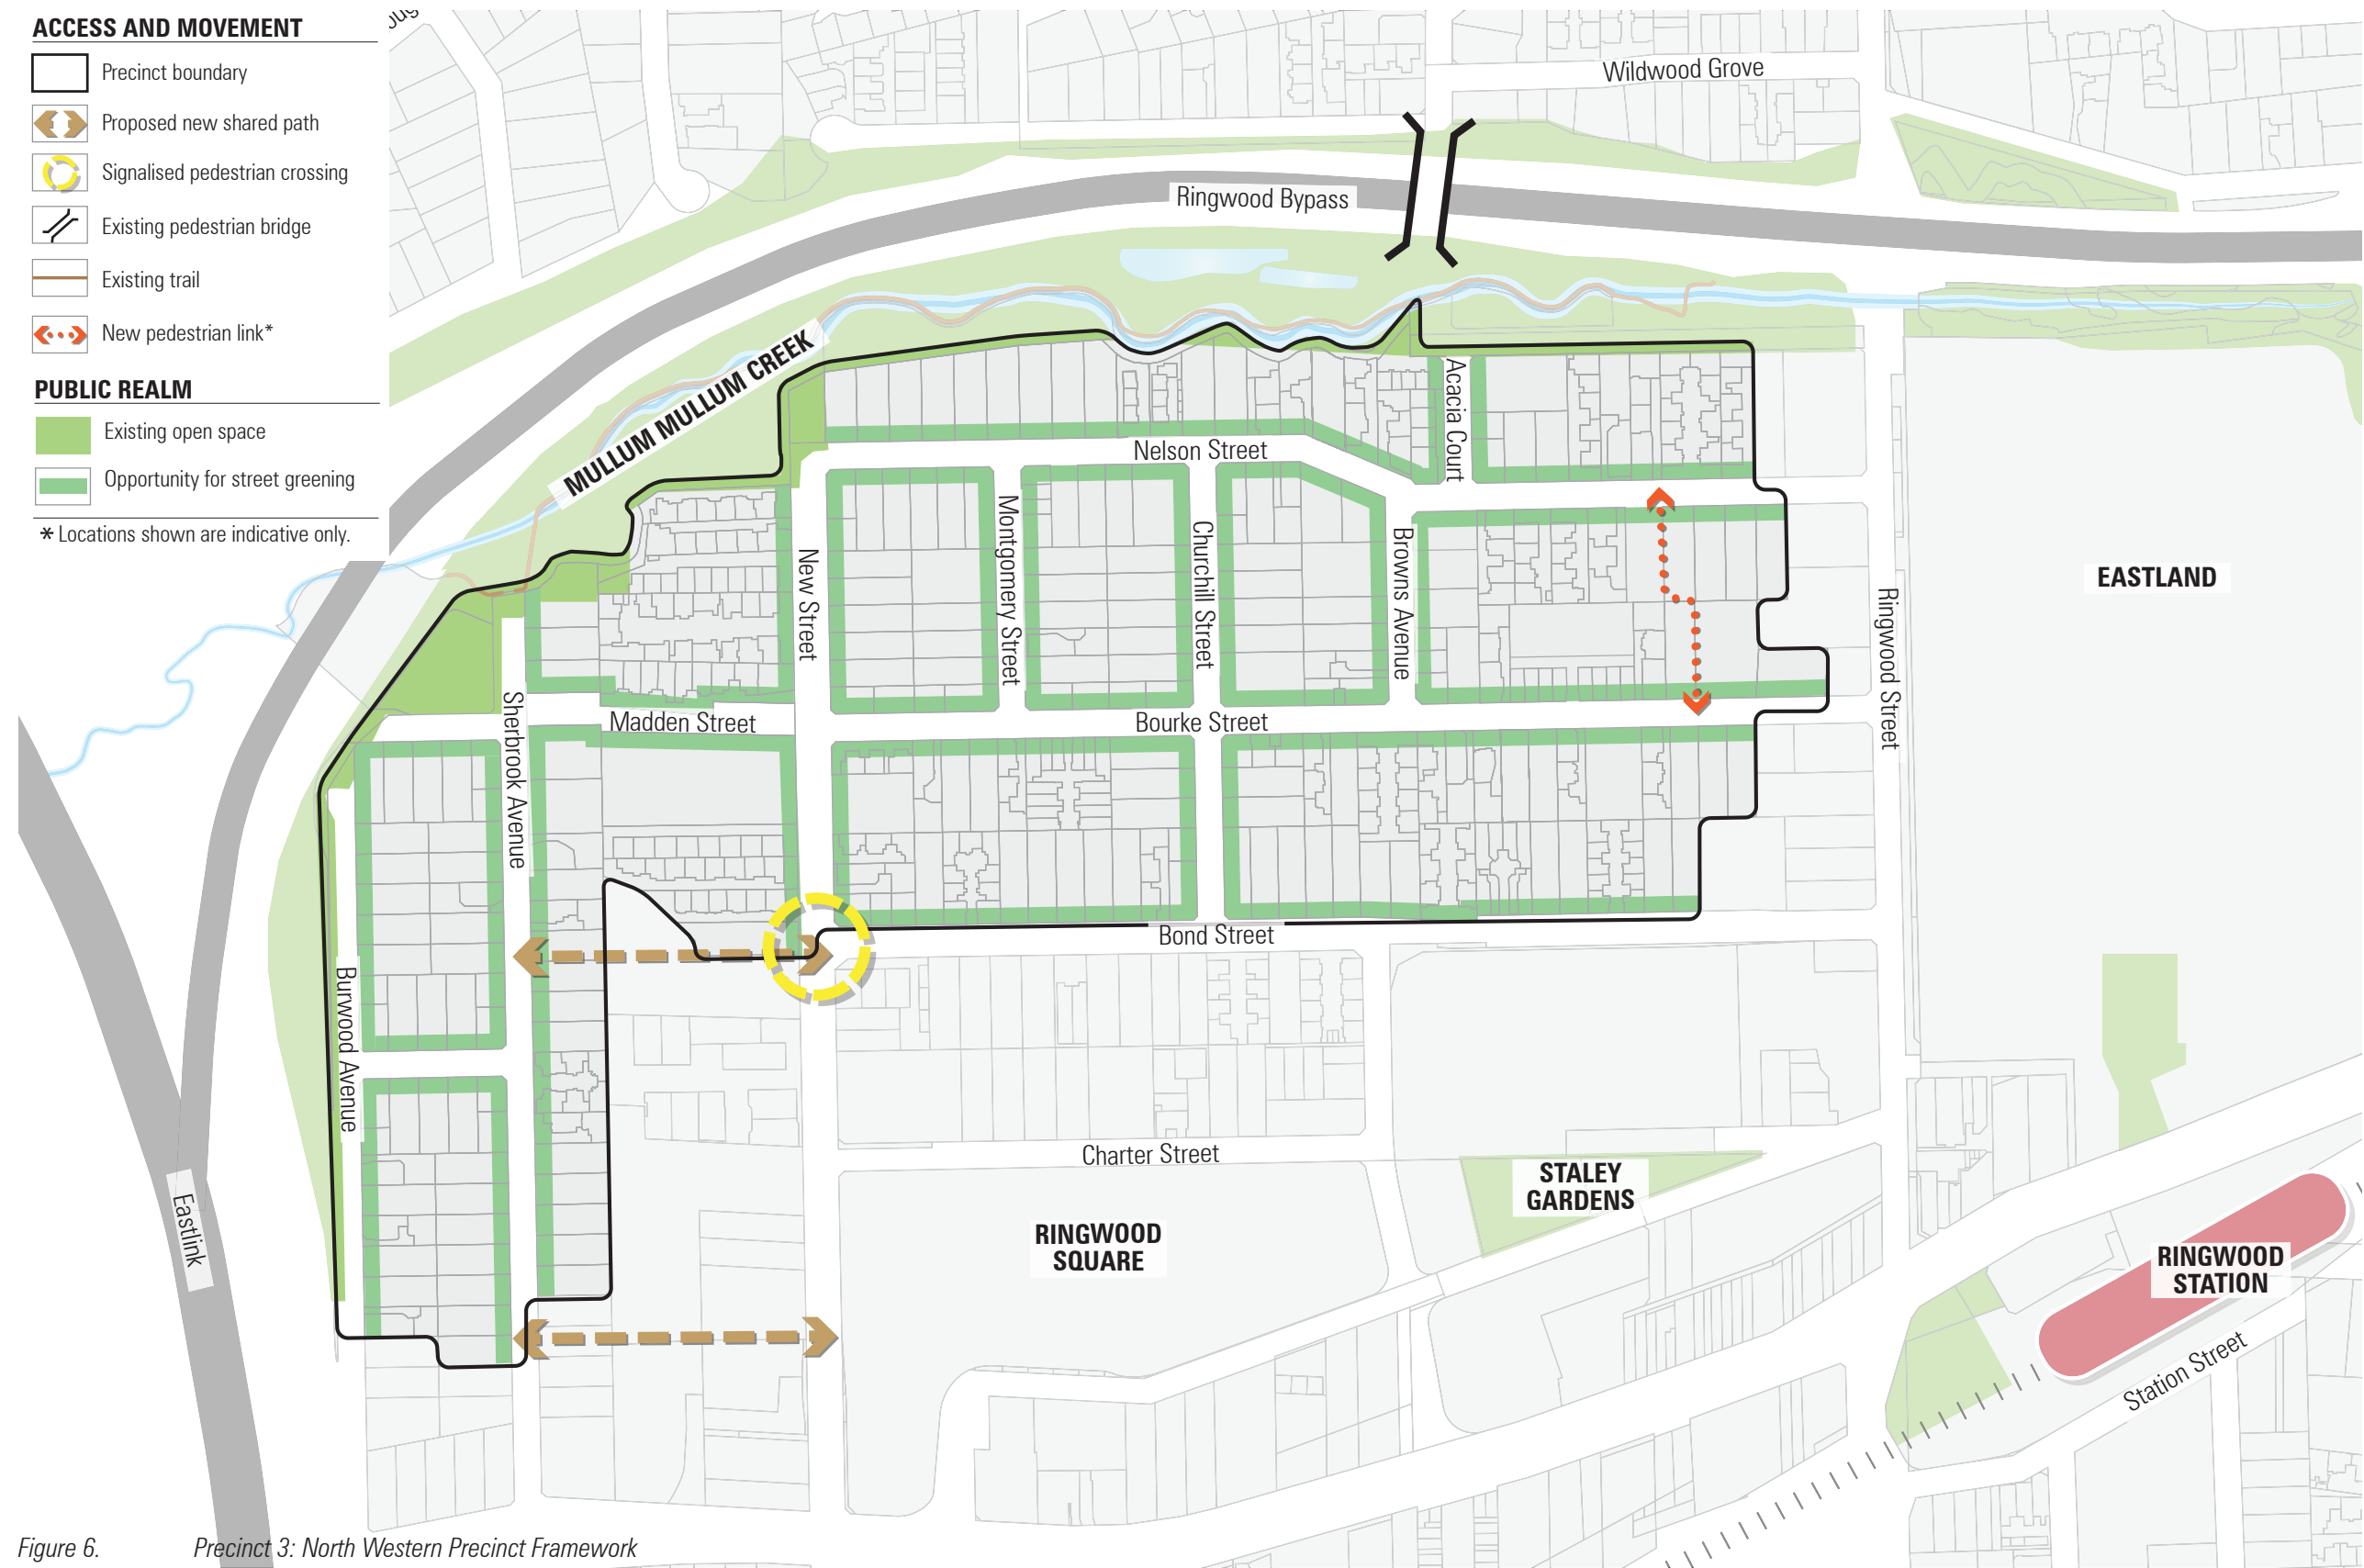 ACCESS AND MOVEMENT
Precinct boundary
Proposed new shared path
Signalised pedestrian crossing
Existing pedestrian bridge
Existing trail
New pedestrian link*
PUBLIC REALM
Existing open space
Opportunity for street greening
* Locations shown are indicative only.
Wildwood Grove
Ringwood Bypass
MULLUM MULLUM CREEK
Acacia Court
Nelson Street
New Street
Montgomery Street
Churchill Street
Browns Avenue
EASTLAND
Ringwood Street
Sherbrook Avenue
Madden Street
Bourke Street
Bond Street
Burwood Avenue
Charter Street
STALEY
GARDENS
Eastlink
RINGWOOD
SQUARE
RINGWOOD
STATION
Station Street
Figure 6. Precinct 3: North Western Precinct Framework